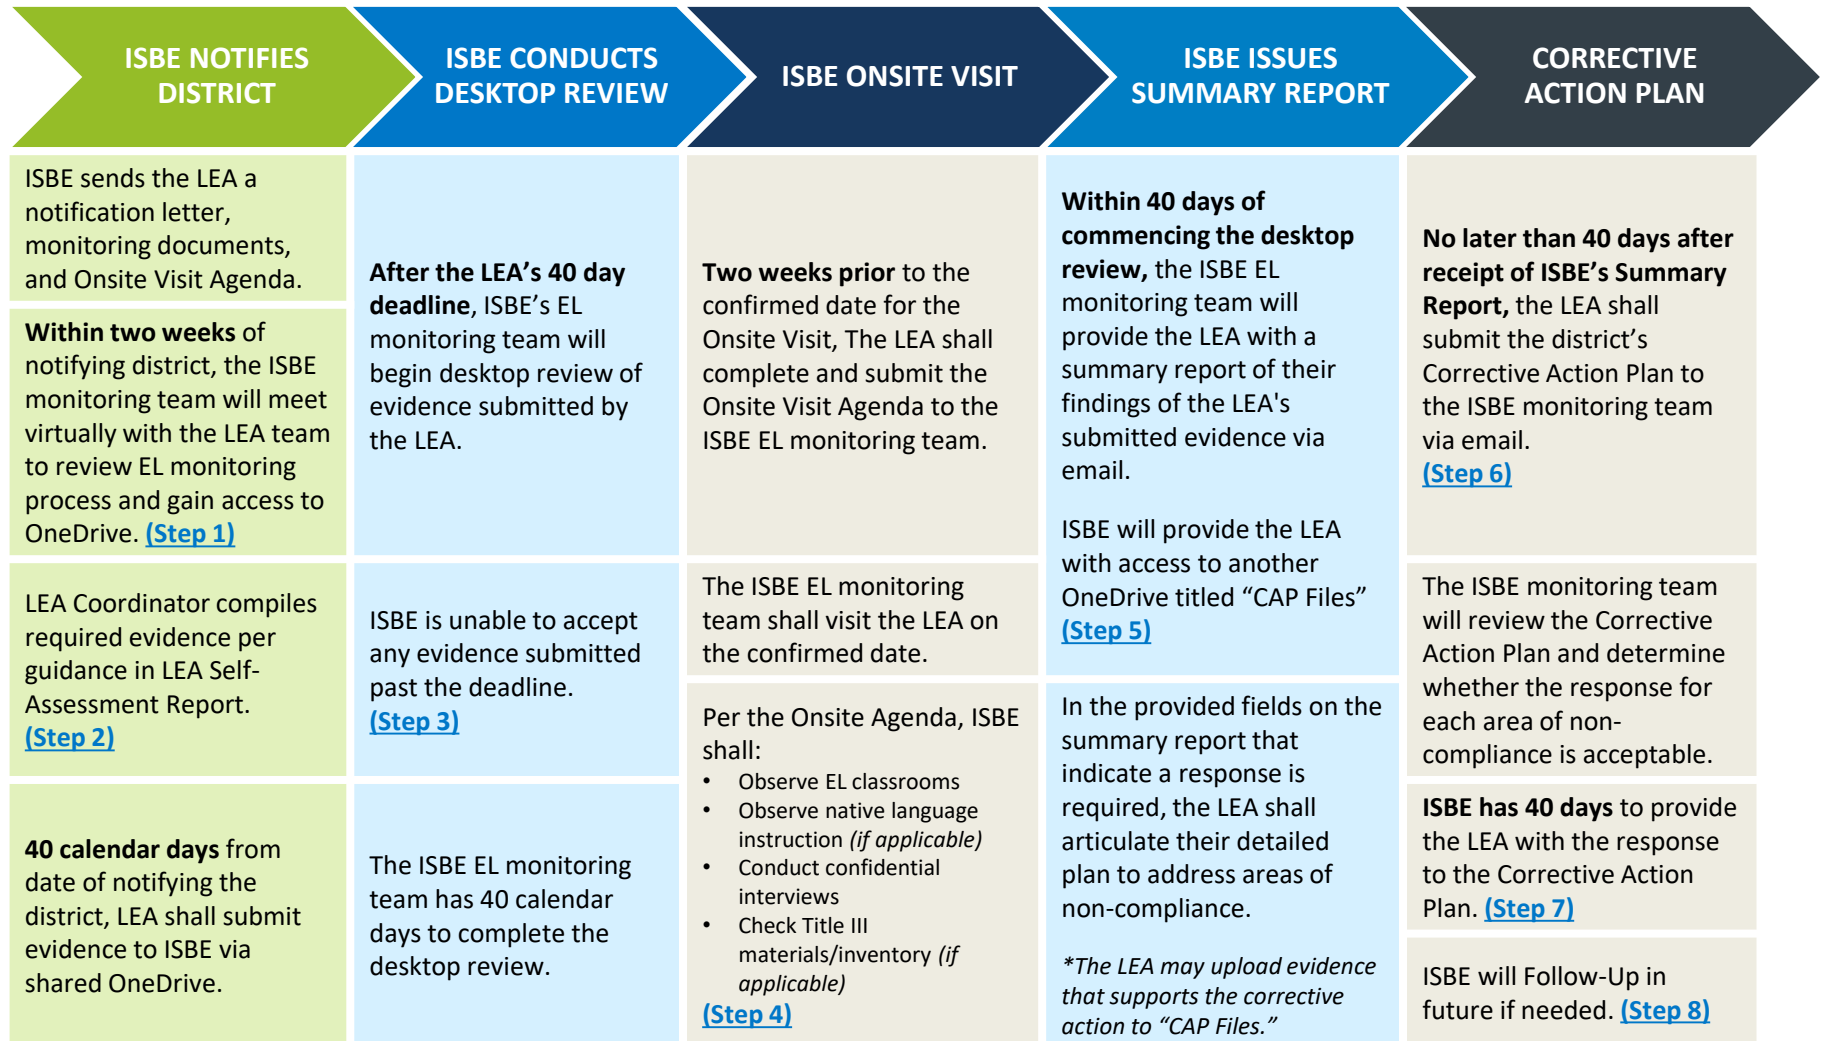 ISBE NOTIFIES
DISTRICT
ISBE CONDUCTS
DESKTOP REVIEW
ISBE ONSITE VISIT
ISBE ISSUES
SUMMARY REPORT
CORRECTIVE
ACTION PLAN
ISBE sends the LEA a
notification letter,
monitoring documents,
and Onsite Visit Agenda.
Within two weeks of
notifying district, the ISBE
monitoring team will meet
virtually with the LEA team
to review EL monitoring
process and gain access to
OneDrive. (Step 1)
LEA Coordinator compiles
required evidence per
guidance in LEA Self-
Assessment Report.
(Step 2)
40 calendar days from
date of notifying the
district, LEA shall submit
evidence to ISBE via
shared OneDrive.
After the LEA's 40 day
deadline, ISBE's EL
monitoring team will
begin desktop review of
evidence submitted by
the LEA.
ISBE is unable to accept
any evidence submitted
past the deadline.
(Step 3)
The ISBE EL monitoring
team has 40 calendar
days to complete the
desktop review.
Two weeks prior to the
confirmed date for the
Onsite Visit, The LEA shall
complete and submit the
Onsite Visit Agenda to the
ISBE EL monitoring team.
The ISBE EL monitoring
team shall visit the LEA on
the confirmed date.
Per the Onsite Agenda, ISBE
shall:
• Observe EL classrooms
• Observe native language
instruction (if applicable)
• Conduct confidential
interviews
• Check Title III
materials/inventory (if
applicable)
(Step 4)
Within 40 days of
commencing the desktop
review, the ISBE EL
monitoring team will
provide the LEA with a
summary report of their
findings of the LEA's
submitted evidence via
email.
ISBE will provide the LEA
with access to another
OneDrive titled "CAP Files"
(Step 5)
In the provided fields on the
summary report that
indicate a response is
required, the LEA shall
articulate their detailed
plan to address areas of
non-compliance.
*The LEA may upload evidence
that supports the corrective
action to "CAP Files."
No later than 40 days after
receipt of ISBE's Summary
Report, the LEA shall
submit the district's
Corrective Action Plan to
the ISBE monitoring team
via email.
(Step 6)
The ISBE monitoring team
will review the Corrective
Action Plan and determine
whether the response for
each area of non-
compliance is acceptable.
ISBE has 40 days to provide
the LEA with the response
to the Corrective Action
Plan. (Step 7)
ISBE will Follow-Up in
future if needed. (Step 8)